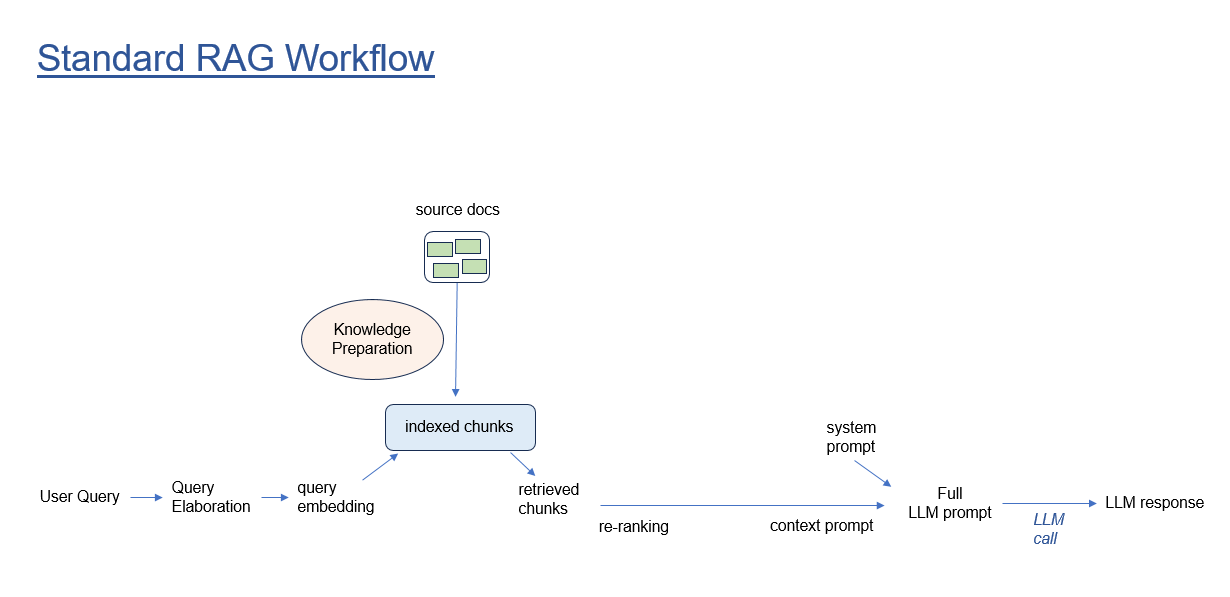 Standard RAG Workflow
source docs
Knowledge
Preparation
indexed chunks
User Query
Query
Elaboration
query
embedding
retrieved
chunks
re-ranking
context prompt
system
prompt
Full
LLM prompt
LLM
call
LLM response